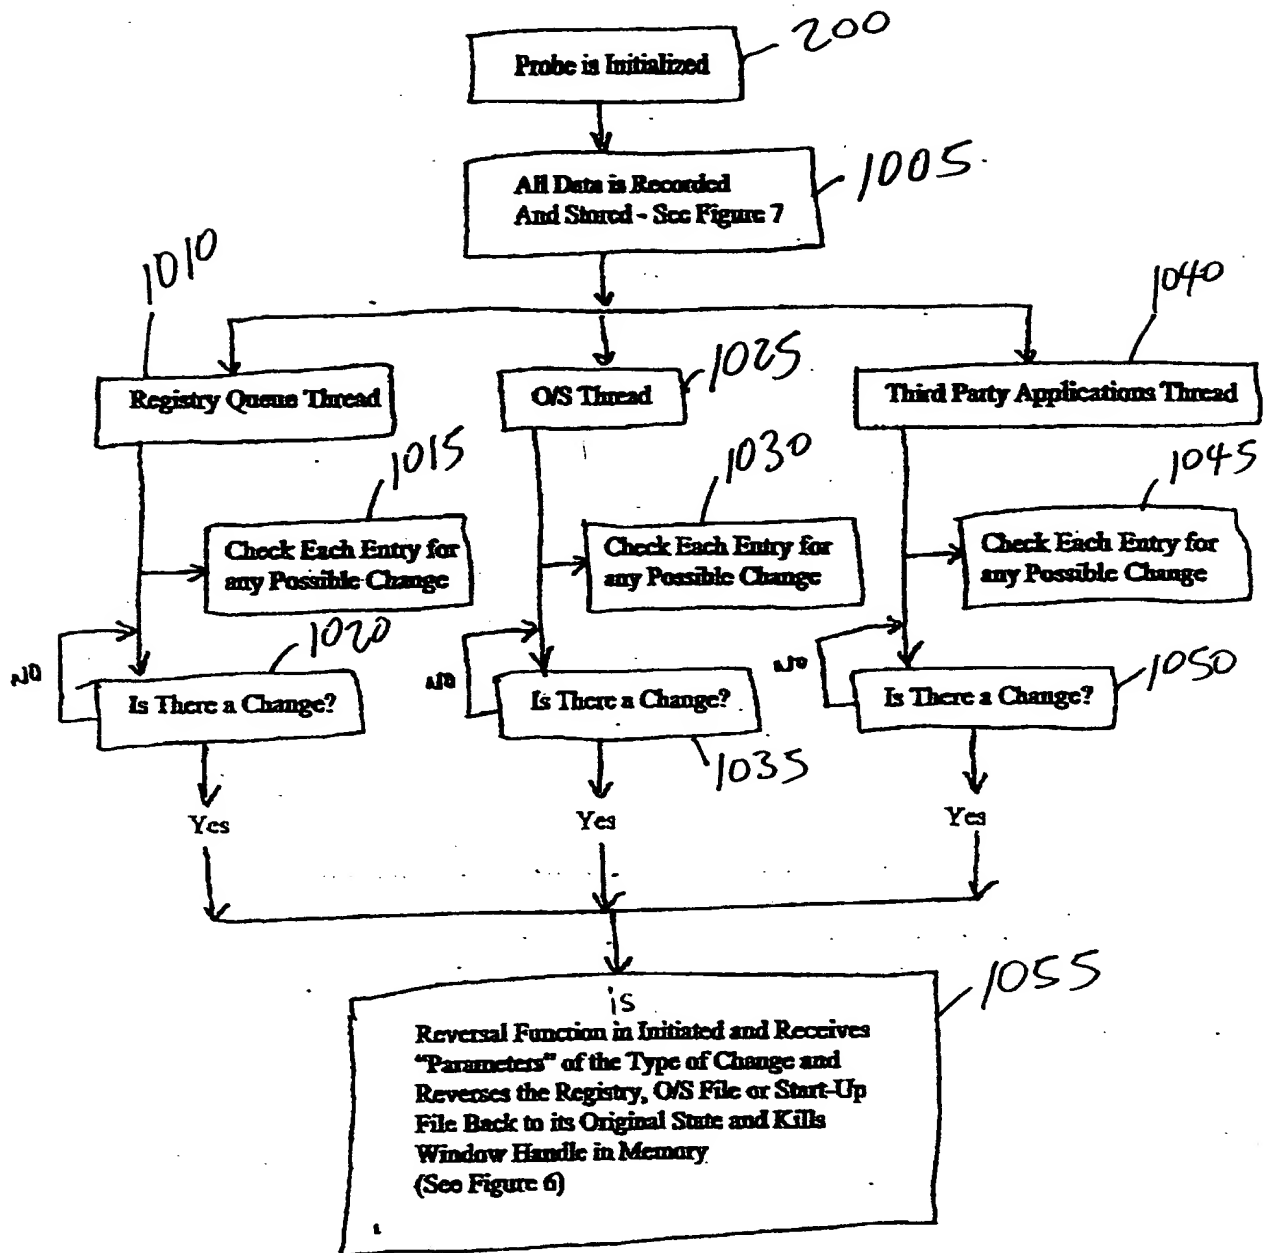 200
Probe is Initialized
1005
All Data is Recorded
And Stored - See Figure 7
1010
1025
1040
Registry Queue Thread
O/S Thread
Third Party Applications Thread
1015
1030
1045
Check Each Entry for
any Possible Change
Check Each Entry for
any Possible Change
Check Each Entry for
any Possible Change
1020
No
Is There a Change?
No
Is There a Change?
1035
No
Is There a Change?
1050
Yes
Yes
Yes
1055
is
Reversal Function in Initiated and Receives
"Parameters" of the Type of Change and
Reverses the Registry, O/S File or Start-Up
File Back to its Original State and Kills
Window Handle in Memory
(See Figure 6)